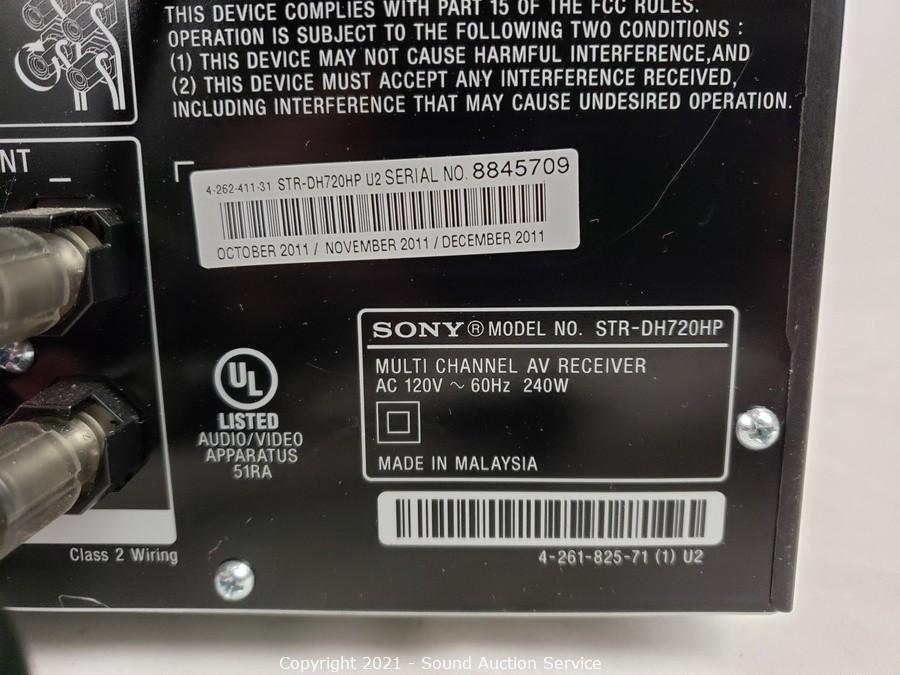 THIS DEVICE COMPLIES WITH PART 15 OF THE FCC RULES.
OPERATION IS SUBJECT TO THE FOLLOWING TWO CONDITIONS :
(1) THIS DEVICE MAY NOT CAUSE HARMFUL INTERFERENCE,AND
(2) THIS DEVICE MUST ACCEPT ANY INTERFERENCE RECEIVED,
INCLUDING INTERFERENCE THAT MAY CAUSE UNDESIRED OPERATION.
NT
4-262-411-31 STR-DH720HP U2 SERIAL NO. 8845709
OCTOBER 2011 / NOVEMBER 2011 / DECEMBER 2011
SONY ® MODEL NO. STR-DH720HP
MULTI CHANNEL AV RECEIVER
AC 120V ~ 60Hz 240W
MADE IN MALAYSIA
UL
LISTED
AUDIO/VIDEO
APPARATUS
51RA
4-261-825-71 (1) U2
Class 2 Wiring
Copyright 2021 - Sound Auction Service